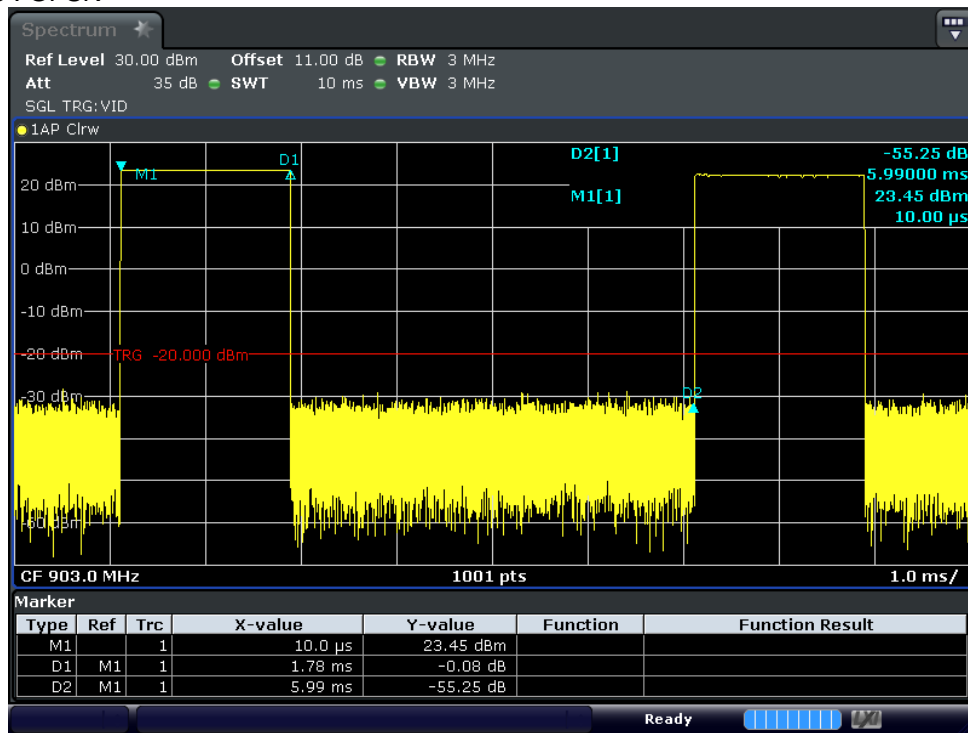 Spectrum
Ref Level 30.00 dBm Offset 11.00 dB RBW 3 MHz
Att 35 dB SWT 10 ms VBW 3 MHz
SGL TRG:VID
1AP Clrw
D2[1] -55.25 dB
5.99000 ms
M1[1] 23.45 dBm
10.00 µs
M1
D1
20 dBm
10 dBm
0 dBm
-10 dBm
-20 dBm
TRG -20.000 dBm
-30 dBm
D2
-60 dBm
CF 903.0 MHz 1001 pts 1.0 ms/
Marker
Type Ref Trc X-value Y-value Function Function Result
M1 1 10.0 µs 23.45 dBm
D1 M1 1 1.78 ms -0.08 dB
D2 M1 1 5.99 ms -55.25 dB
Ready
LXI